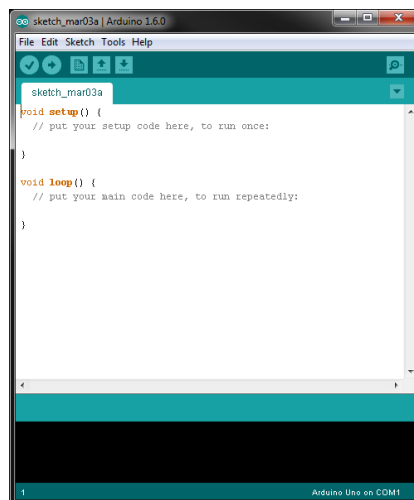 sketch_mar03a | Arduino 1.6.0
File Edit Sketch Tools Help
sketch_mar03a
void setup() {
  // put your setup code here, to run once:
}
void loop() {
  // put your main code here, to run repeatedly:
}
1 Arduino Uno on COM1